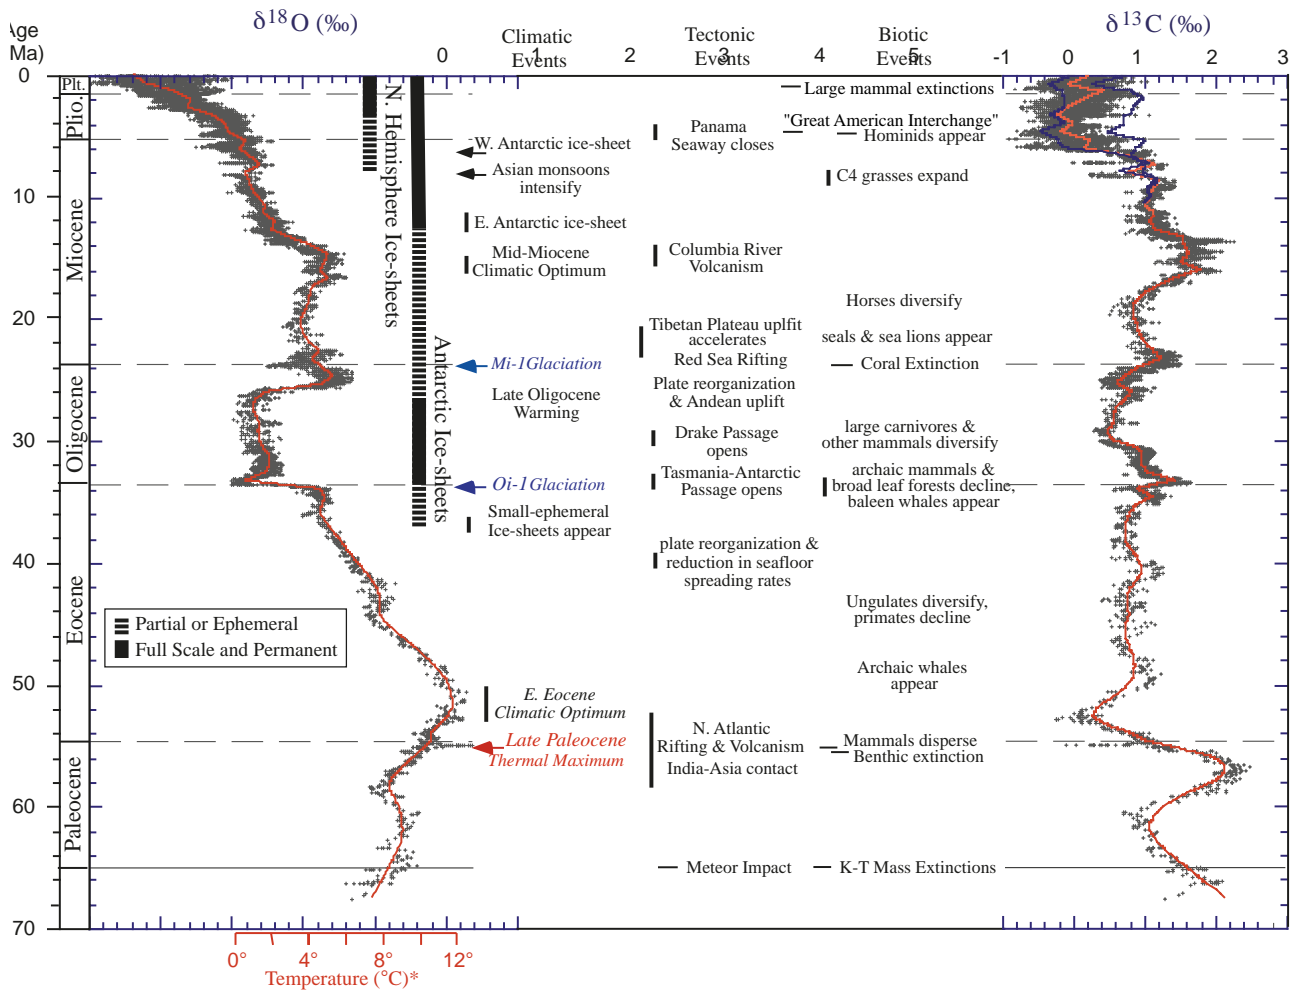 δ18O (‰)
δ13C (‰)
Age
(Ma)
0
1
2
3
4
5
-1
0
1
2
3
Climatic
Events
Tectonic
Events
Biotic
Events
0
10
20
30
40
50
60
70
Plt.
Plio.
Miocene
Oligocene
Eocene
Paleocene
N. Hemisphere Ice-sheets
Antarctic Ice-sheets
W. Antarctic ice-sheet
Asian monsoons
intensify
E. Antarctic ice-sheet
Mid-Miocene
Climatic Optimum
Mi-1Glaciation
Late Oligocene
Warming
Oi-1Glaciation
Small-ephemeral
Ice-sheets appear
E. Eocene
Climatic Optimum
Late Paleocene
Thermal Maximum
Panama
Seaway closes
Columbia River
Volcanism
Tibetan Plateau uplfit
accelerates
Red Sea Rifting
Plate reorganization
& Andean uplift
Drake Passage
opens
Tasmania-Antarctic
Passage opens
plate reorganization &
reduction in seafloor
spreading rates
N. Atlantic
Rifting & Volcanism
India-Asia contact
Meteor Impact
Large mammal extinctions
"Great American Interchange"
Hominids appear
C4 grasses expand
Horses diversify
seals & sea lions appear
Coral Extinction
large carnivores &
other mammals diversify
archaic mammals &
broad leaf forests decline,
baleen whales appear
Ungulates diversify,
primates decline
Archaic whales
appear
Mammals disperse
Benthic extinction
K-T Mass Extinctions
Partial or Ephemeral
Full Scale and Permanent
0°
4°
8°
12°
Temperature (°C)*